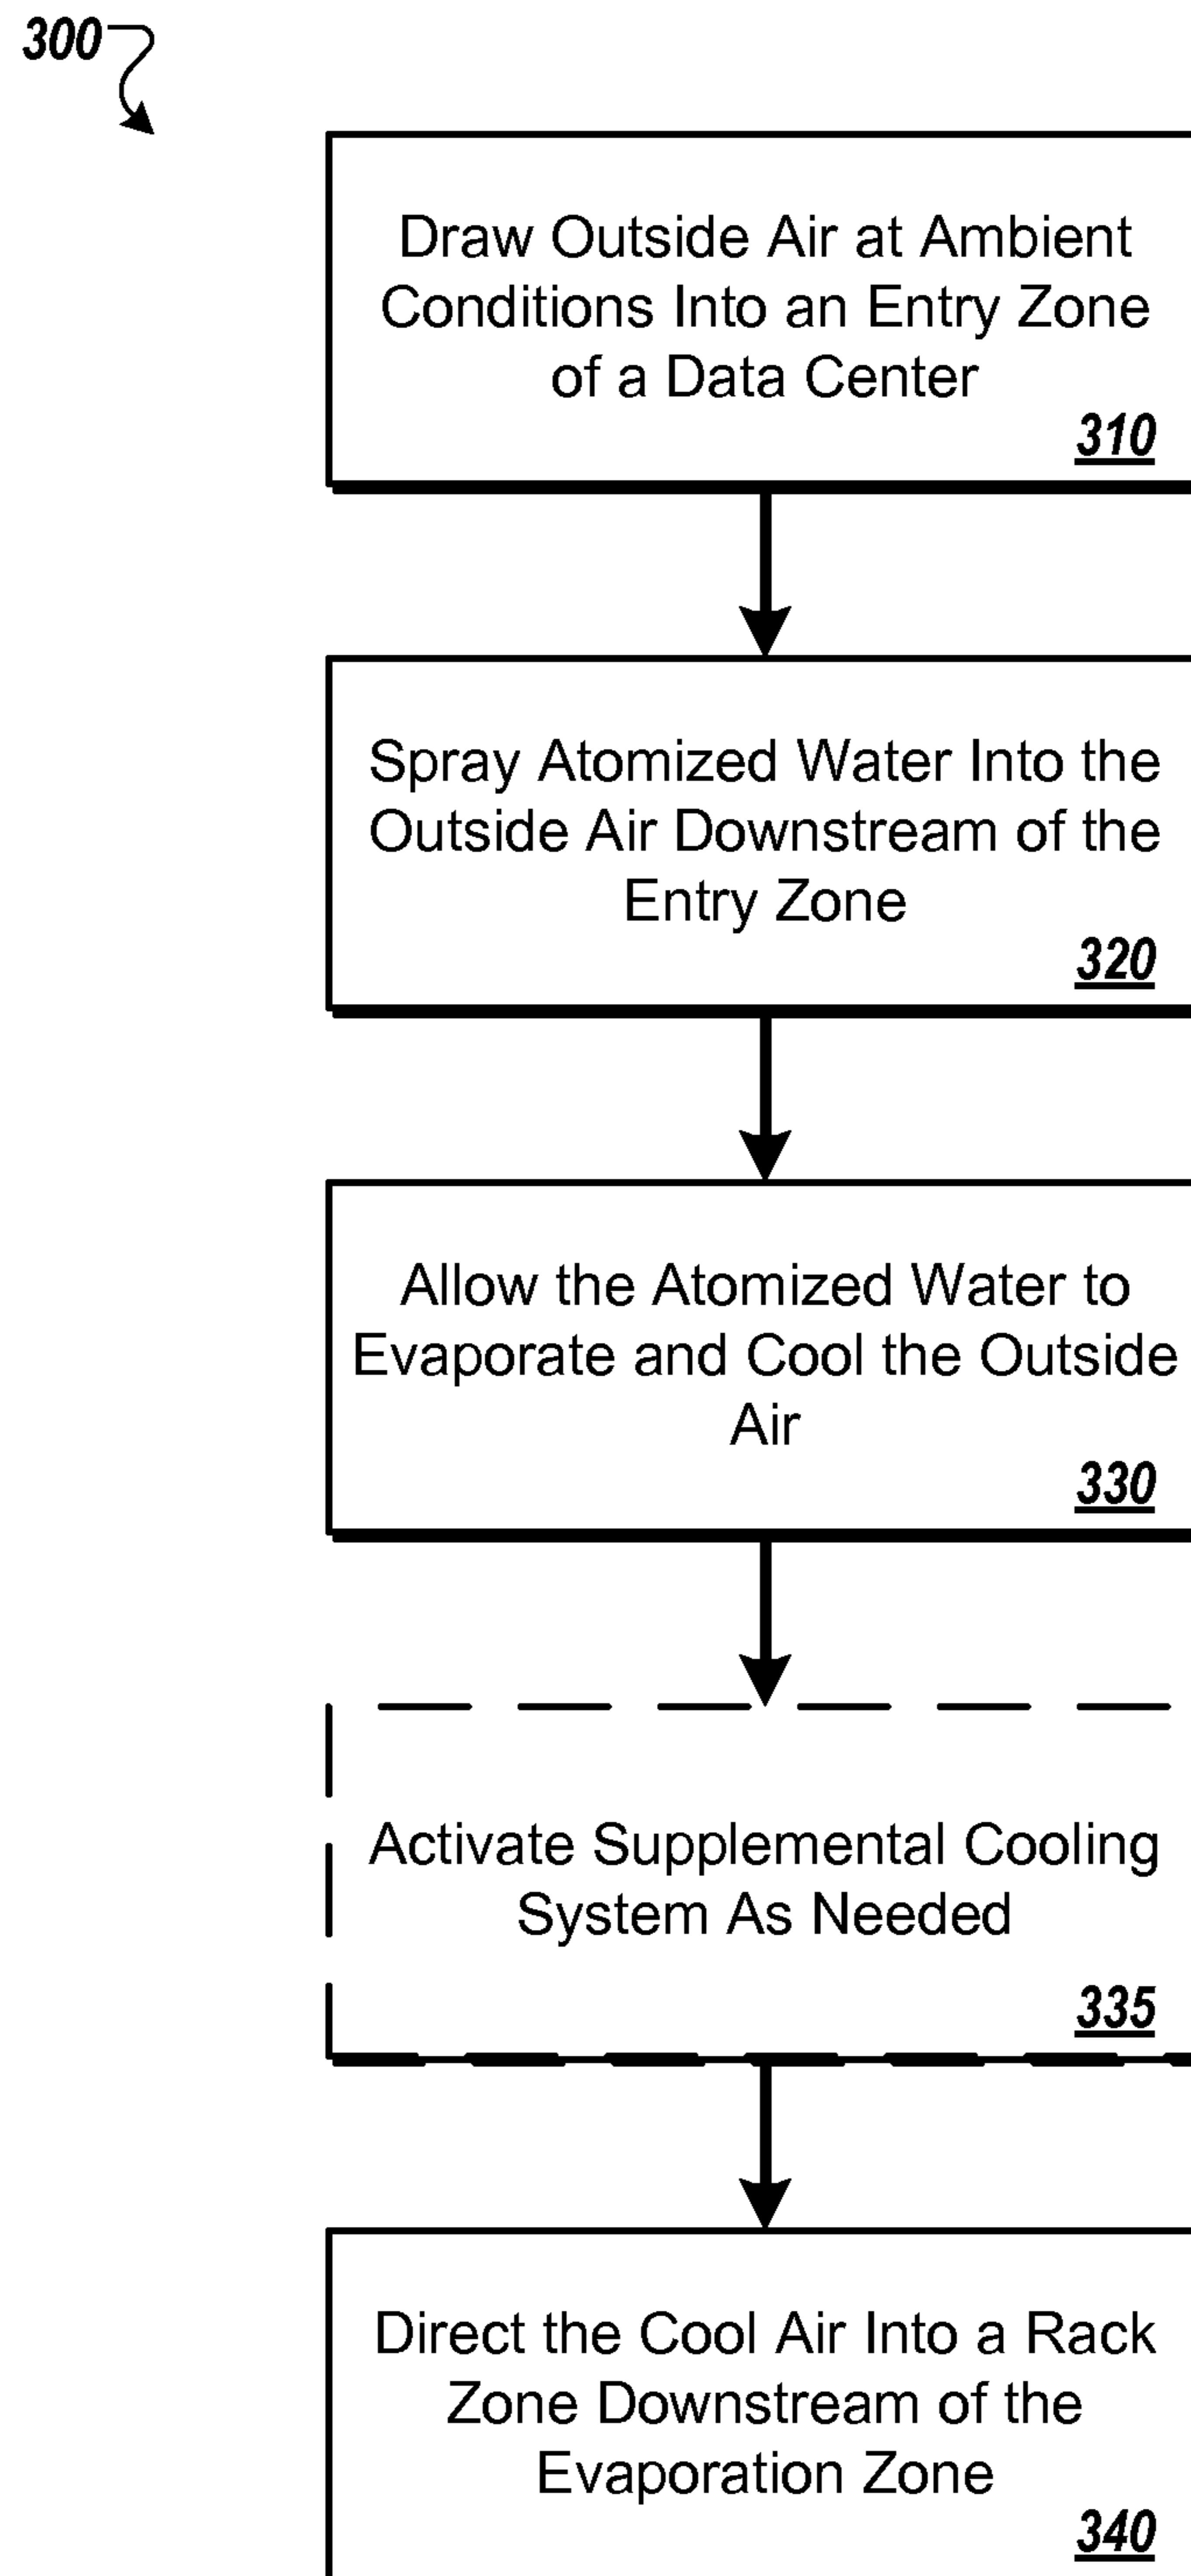 300
Draw Outside Air at Ambient
Conditions Into an Entry Zone
of a Data Center
310
Spray Atomized Water Into the
Outside Air Downstream of the
Entry Zone
320
Allow the Atomized Water to
Evaporate and Cool the Outside
Air
330
Activate Supplemental Cooling
System As Needed
335
Direct the Cool Air Into a Rack
Zone Downstream of the
Evaporation Zone
340